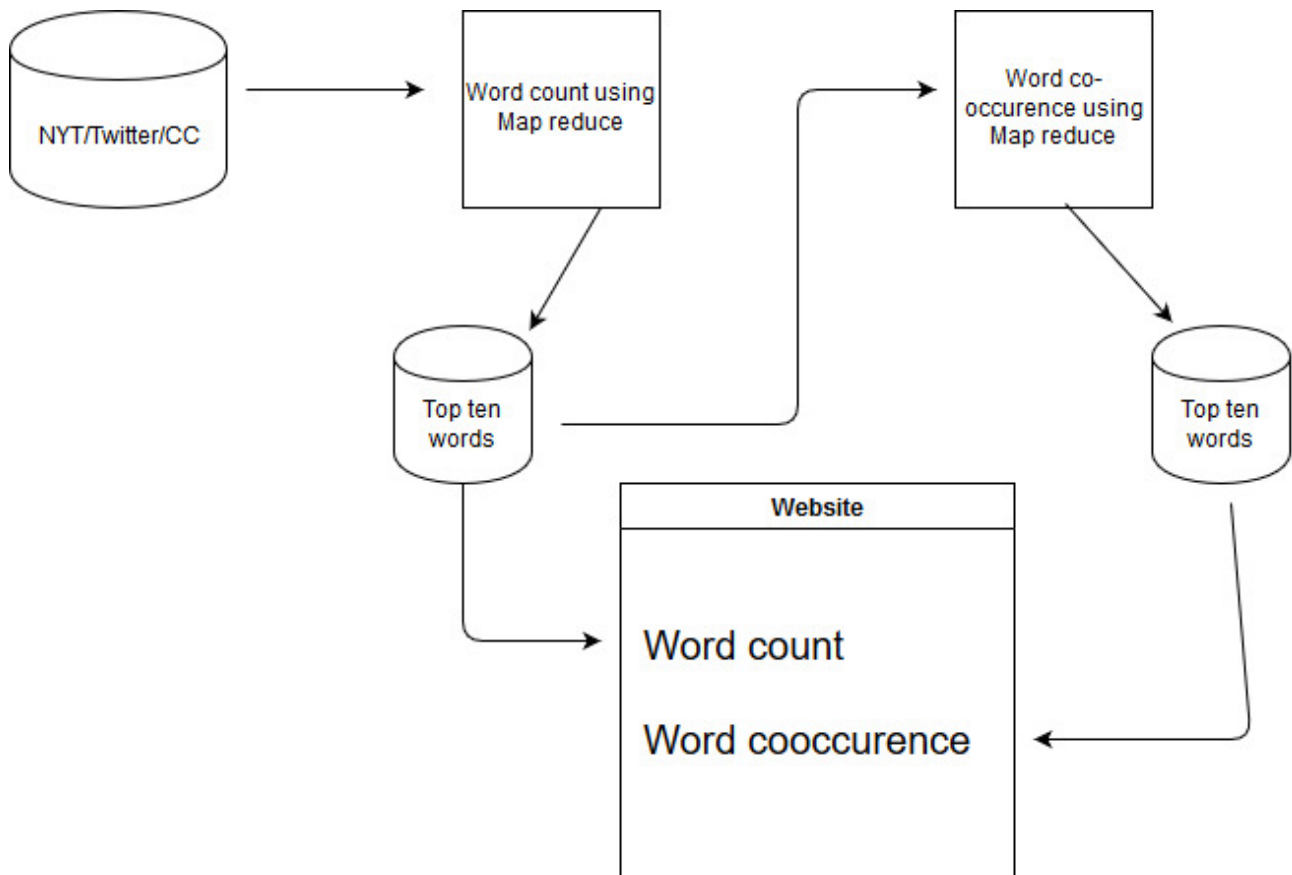 NYT/Twitter/CC
Word count using
Map reduce
Word co-
occurence using
Map reduce
Top ten
words
Top ten
words
Website
Word count
Word cooccurence